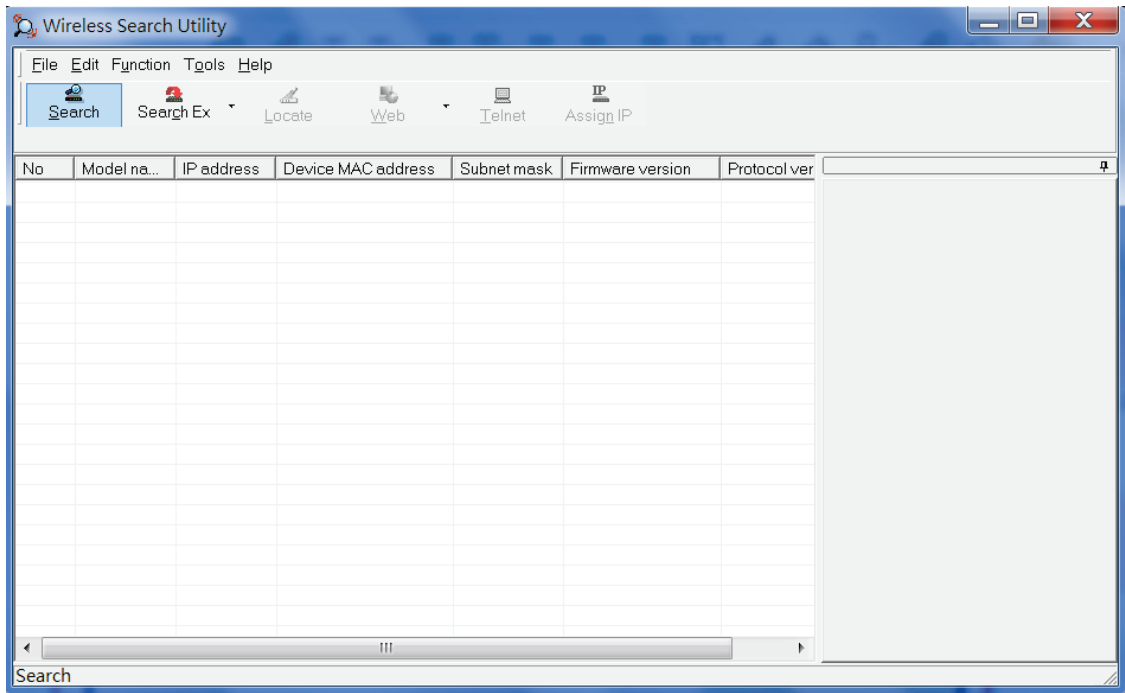 Wireless Search Utility
File Edit Function Tools Help
Search Search Ex Locate Web Telnet Assign IP
No Model na... IP address Device MAC address Subnet mask Firmware version Protocol ver
Search